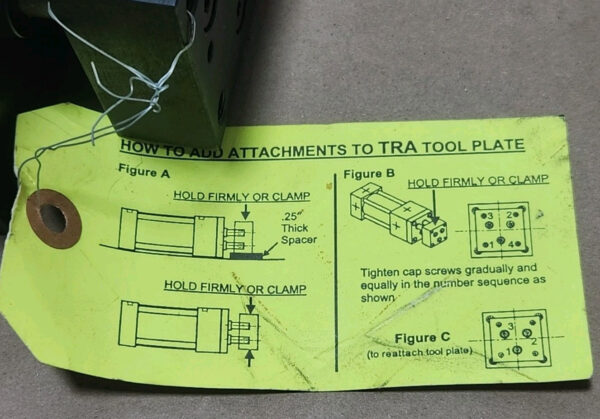 HOW TO ADD ATTACHMENTS TO TRA TOOL PLATE
Figure A
HOLD FIRMLY OR CLAMP
.25"
Thick
Spacer
HOLD FIRMLY OR CLAMP
Figure B
HOLD FIRMLY OR CLAMP
3 2
1 4
Tighten cap screws gradually and
equally in the number sequence as
shown
Figure C
(to reattach tool plate)
3
2
1